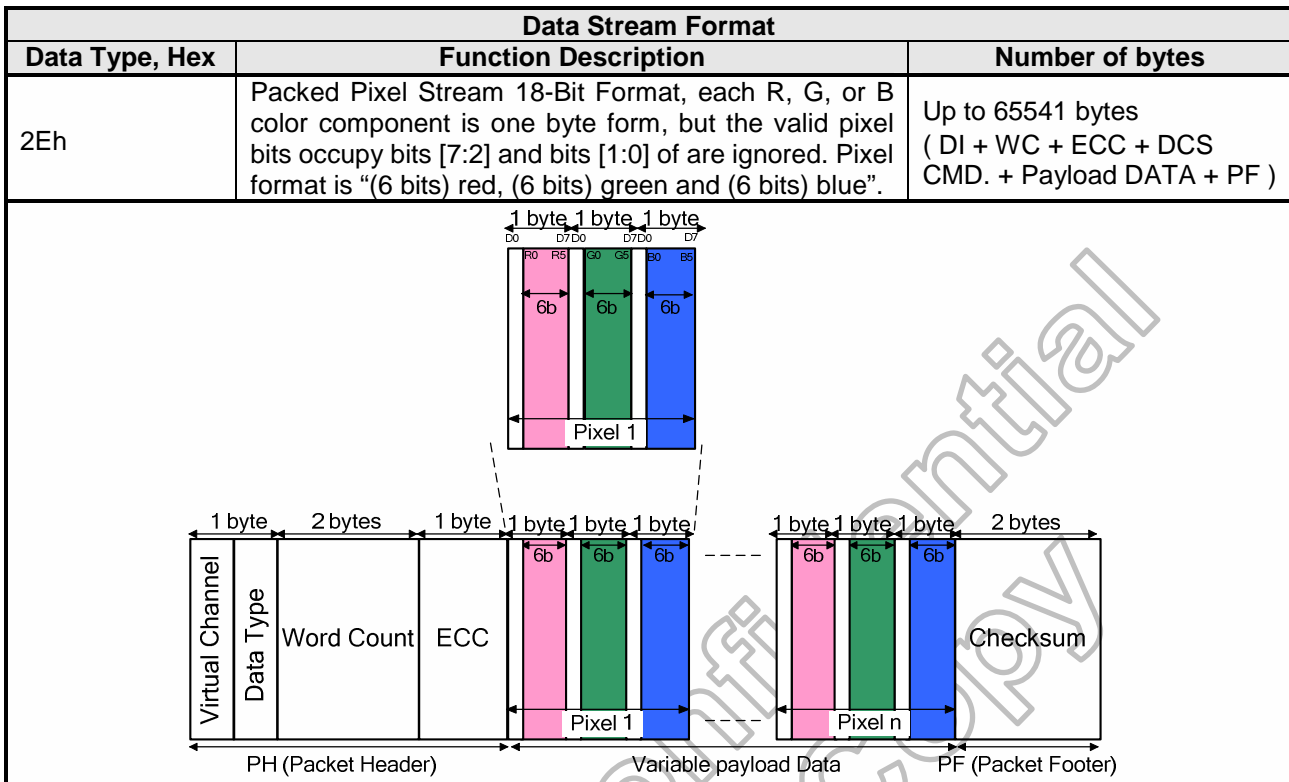 Data Stream Format
Data Type, Hex Function Description Number of bytes
2Eh
Packed Pixel Stream 18-Bit Format, each R, G, or B
color component is one byte form, but the valid pixel
bits occupy bits [7:2] and bits [1:0] of are ignored. Pixel
format is “(6 bits) red, (6 bits) green and (6 bits) blue”.
Up to 65541 bytes
( DI + WC + ECC + DCS
CMD. + Payload DATA + PF )
1 byte 1 byte 1 byte
D0 D7 D0 D7 D0 D7
R0 R5 G0 G5 B0 B5
6b 6b 6b
Pixel 1
1 byte 2 bytes 1 byte 1 byte 1 byte 1 byte 1 byte 1 byte 1 byte 2 bytes
6b 6b 6b 6b 6b 6b
Virtual Channel
Data Type
Word Count
ECC
Checksum
Pixel 1 Pixel n
PH (Packet Header) Variable payload Data PF (Packet Footer)